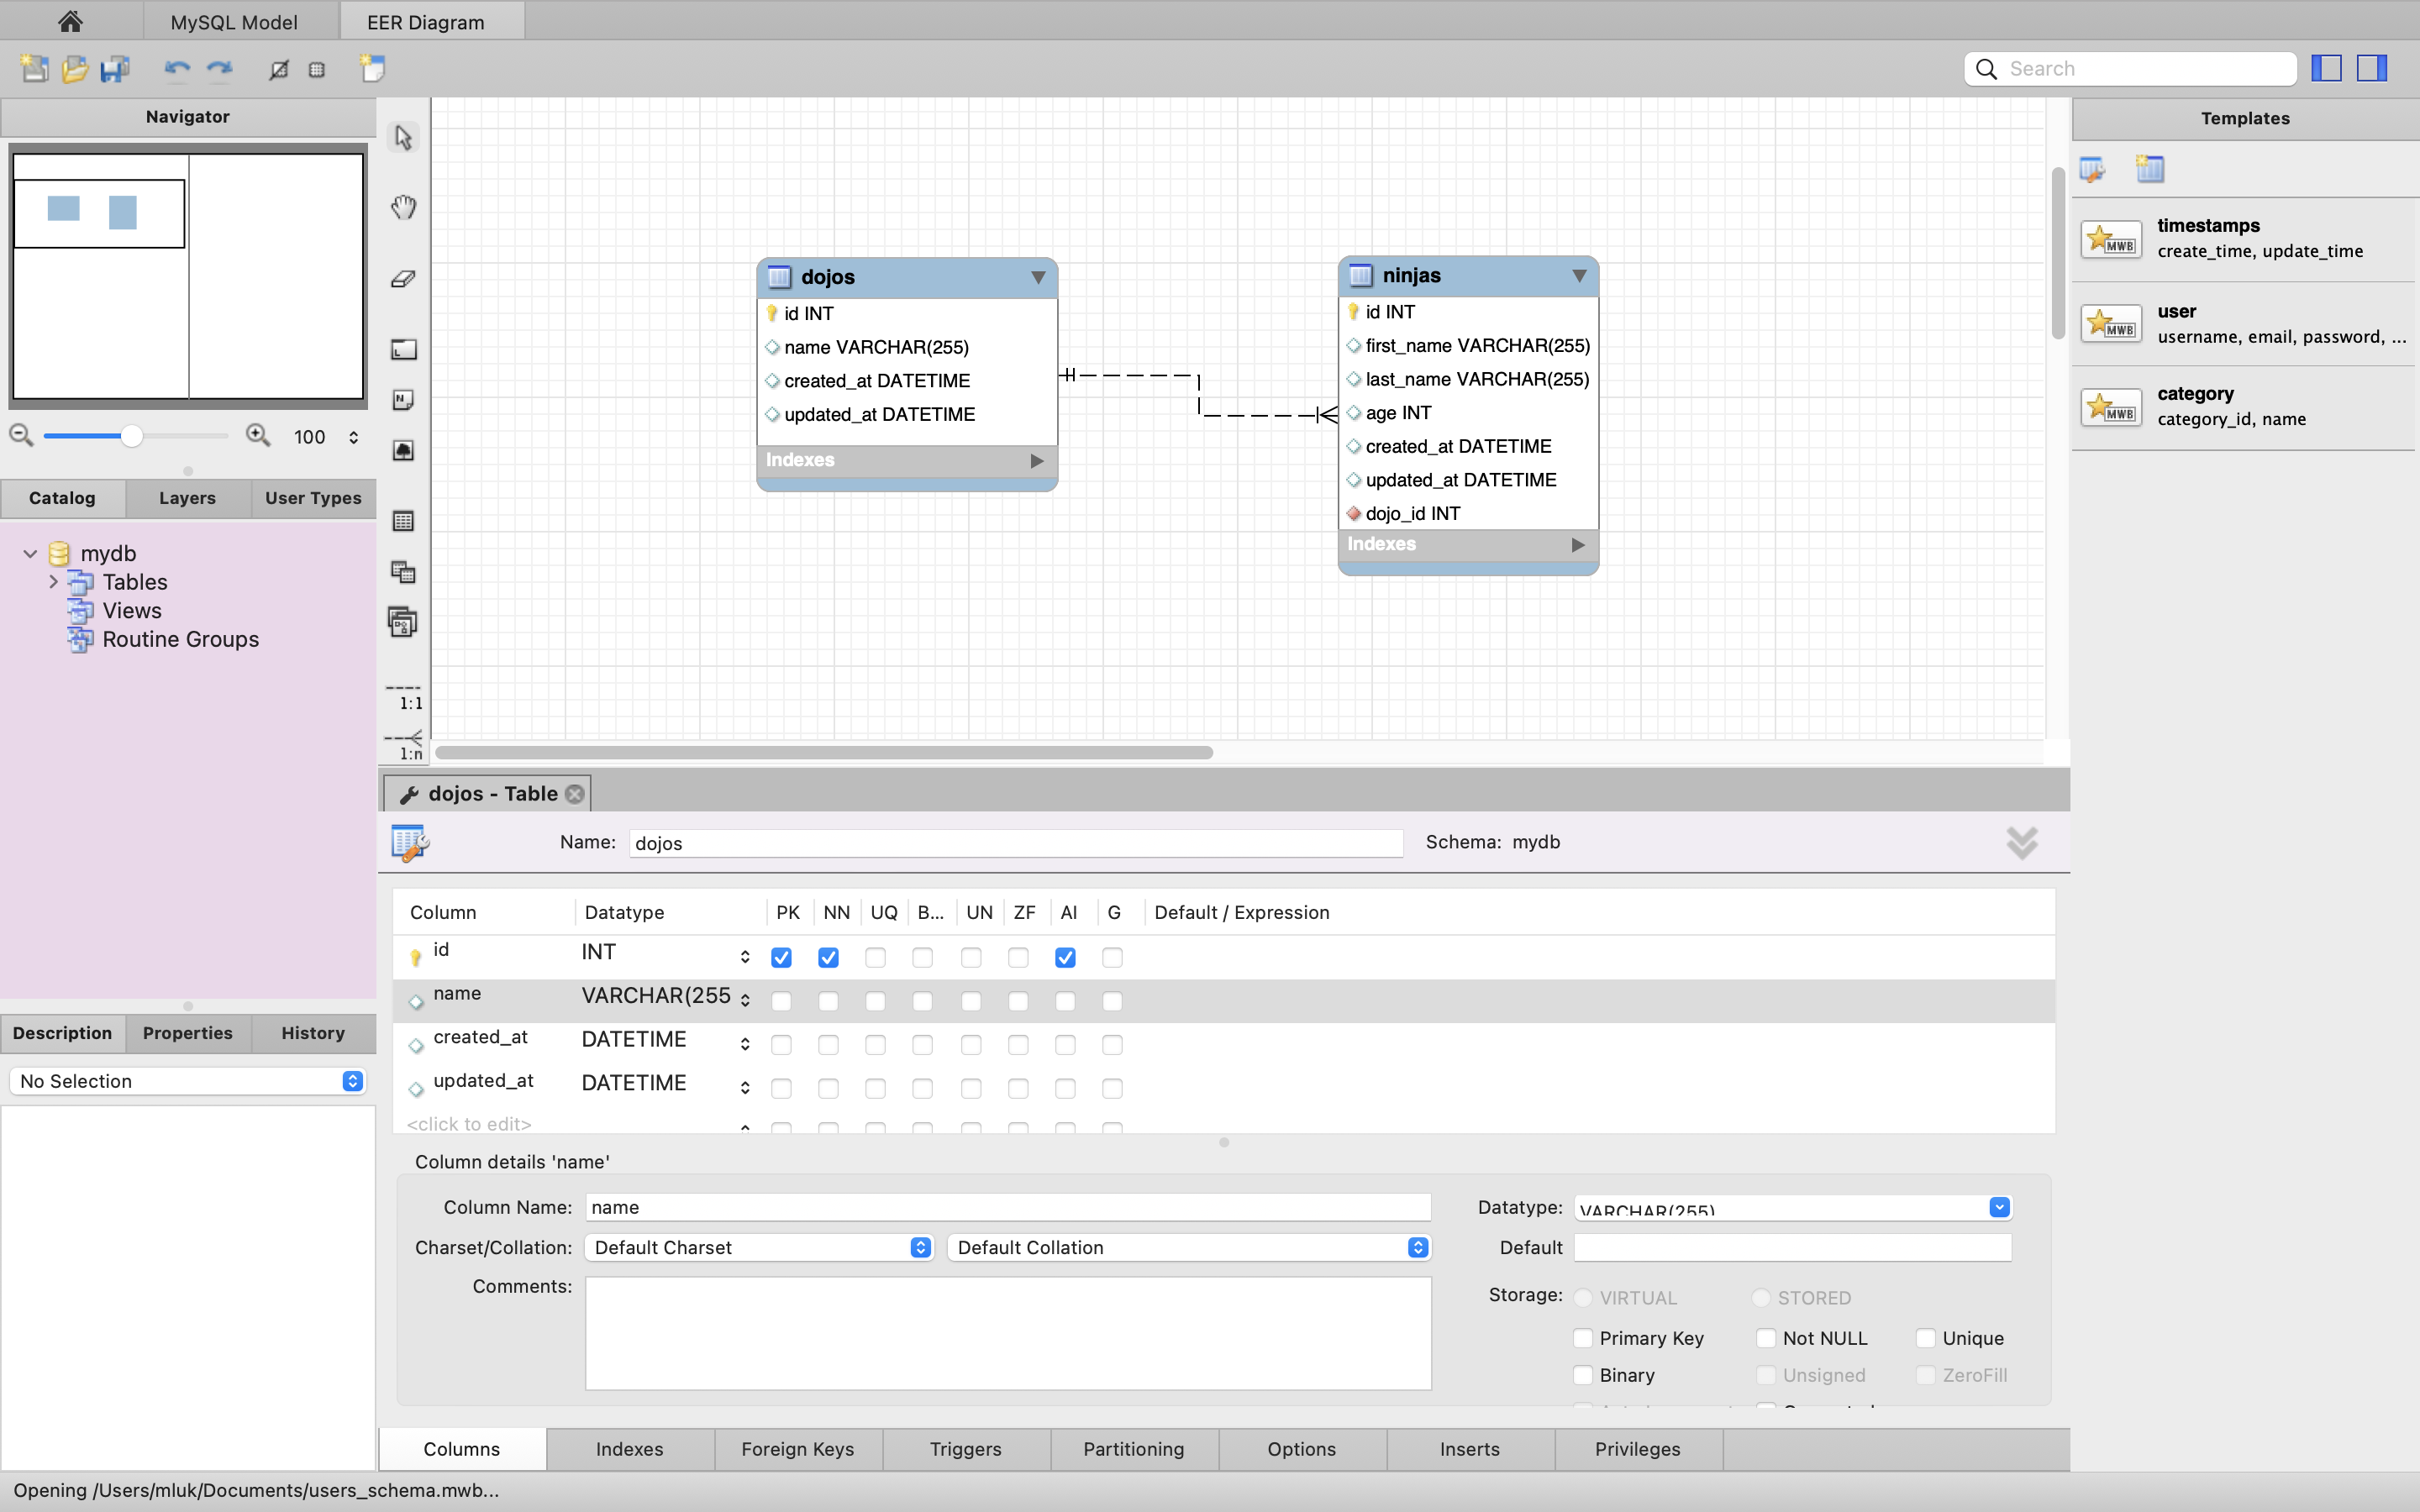 MySQL Model
EER Diagram
Search
Navigator
100
Catalog
Layers
User Types
mydb
Tables
Views
Routine Groups
Description
Properties
History
No Selection
N
1:1
1:n
dojos
id INT
name VARCHAR(255)
created_at DATETIME
updated_at DATETIME
Indexes
ninjas
id INT
first_name VARCHAR(255)
last_name VARCHAR(255)
age INT
created_at DATETIME
updated_at DATETIME
dojo_id INT
Indexes
Templates
MWB
timestamps
create_time, update_time
MWB
user
username, email, password, ...
MWB
category
category_id, name
dojos - Table
Name: dojos
Schema: mydb
Column Datatype PK NN UQ B... UN ZF AI G Default / Expression
id INT
name VARCHAR(255
created_at DATETIME
updated_at DATETIME
<click to edit>
Column details 'name'
Column Name: name
Datatype: VARCHAR(255)
Charset/Collation: Default Charset Default Collation
Default
Comments:
Storage: VIRTUAL STORED
Primary Key Not NULL Unique
Binary Unsigned ZeroFill
Columns Indexes Foreign Keys Triggers Partitioning Options Inserts Privileges
Opening /Users/mluk/Documents/users_schema.mwb...